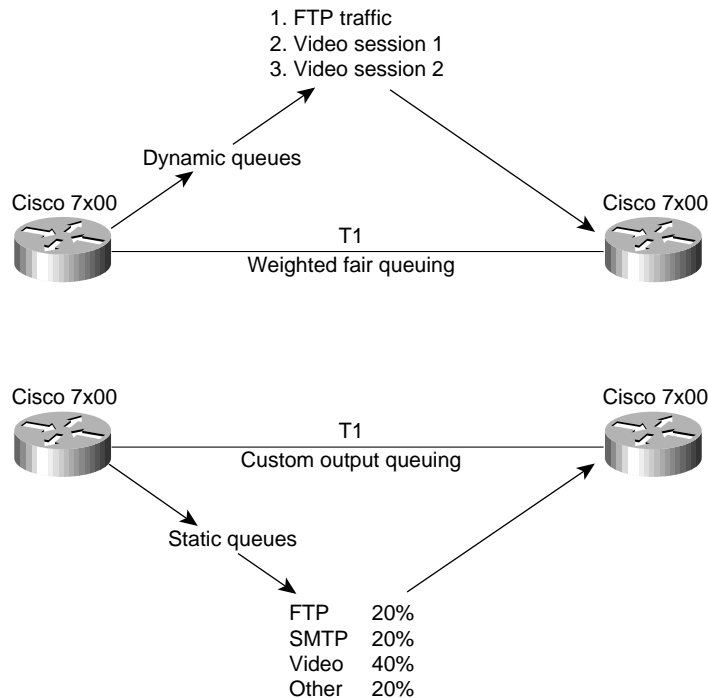 1. FTP traffic
2. Video session 1
3. Video session 2
Dynamic queues
Cisco 7x00
Cisco 7x00
T1
Weighted fair queuing
Cisco 7x00
Cisco 7x00
T1
Custom output queuing
Static queues
FTP 20%
SMTP 20%
Video 40%
Other 20%